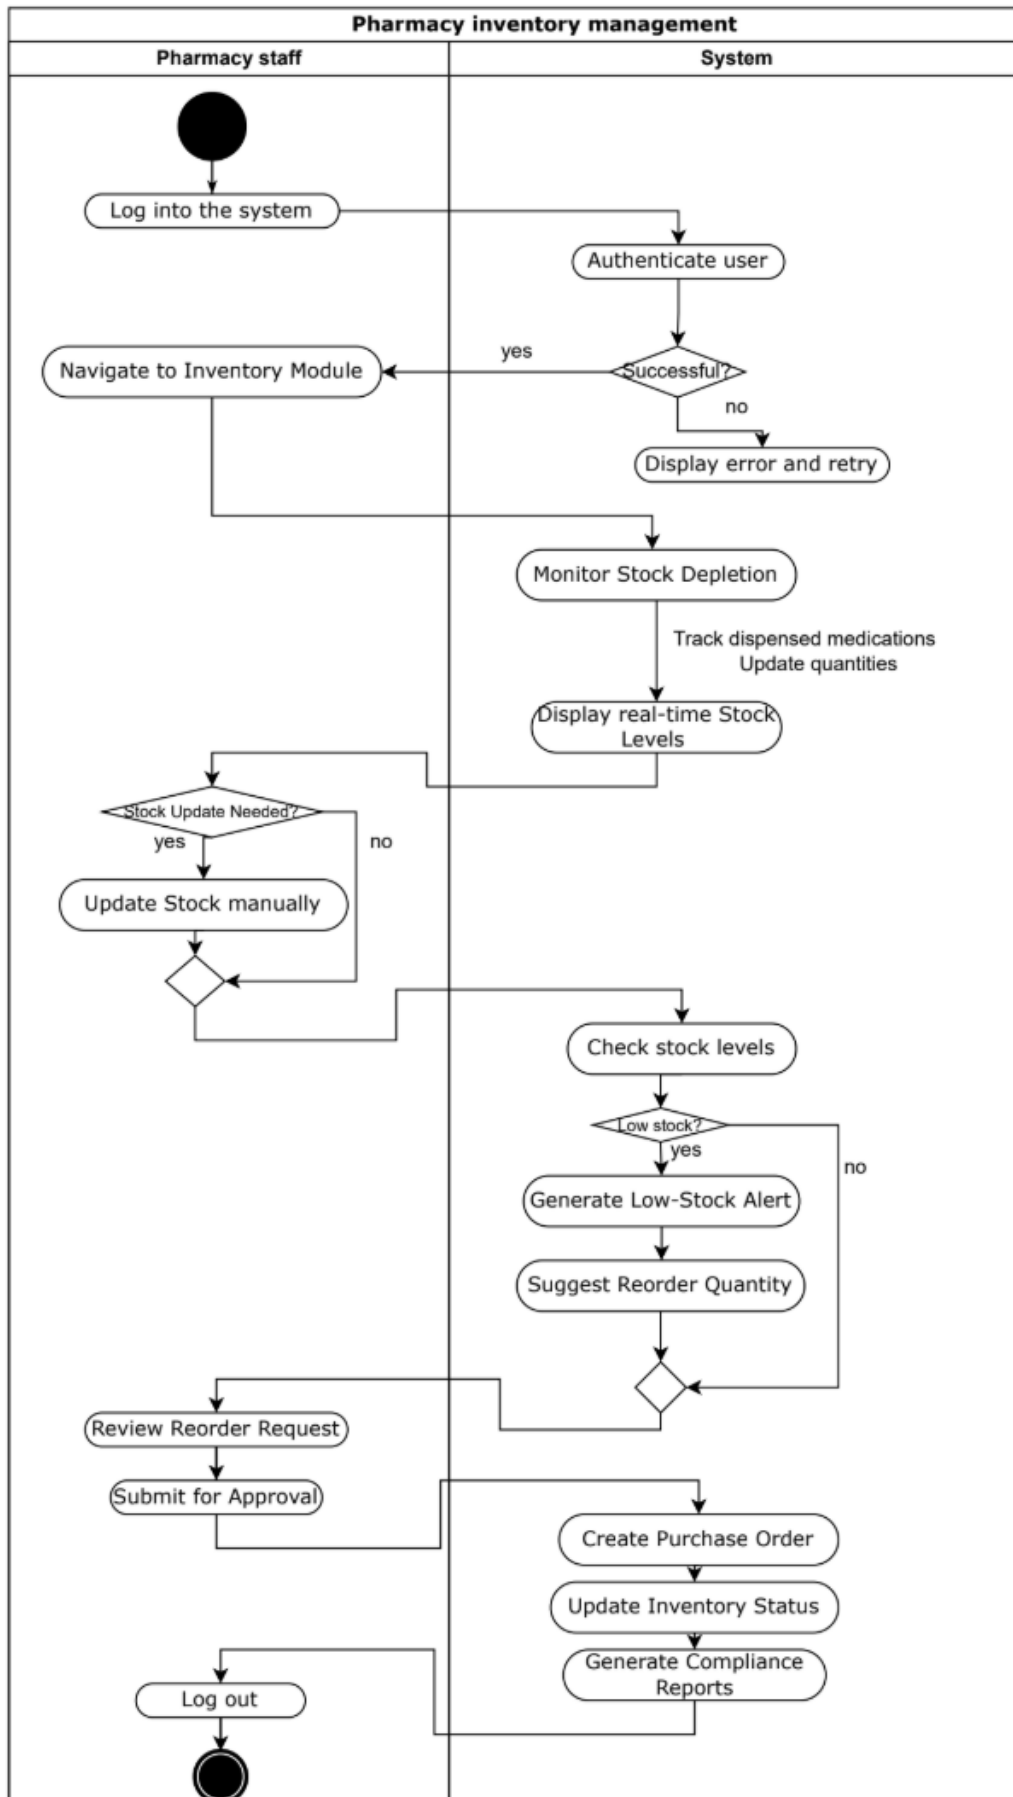 Pharmacy inventory management
Pharmacy staff
System
Log into the system
Authenticate user
Successful?
yes
Navigate to Inventory Module
no
Display error and retry
Monitor Stock Depletion
Track dispensed medications
Update quantities
Display real-time Stock
Levels
Stock Update Needed?
yes
no
Update Stock manually
Check stock levels
Low stock?
yes
no
Generate Low-Stock Alert
Suggest Reorder Quantity
Review Reorder Request
Submit for Approval
Create Purchase Order
Update Inventory Status
Generate Compliance
Reports
Log out